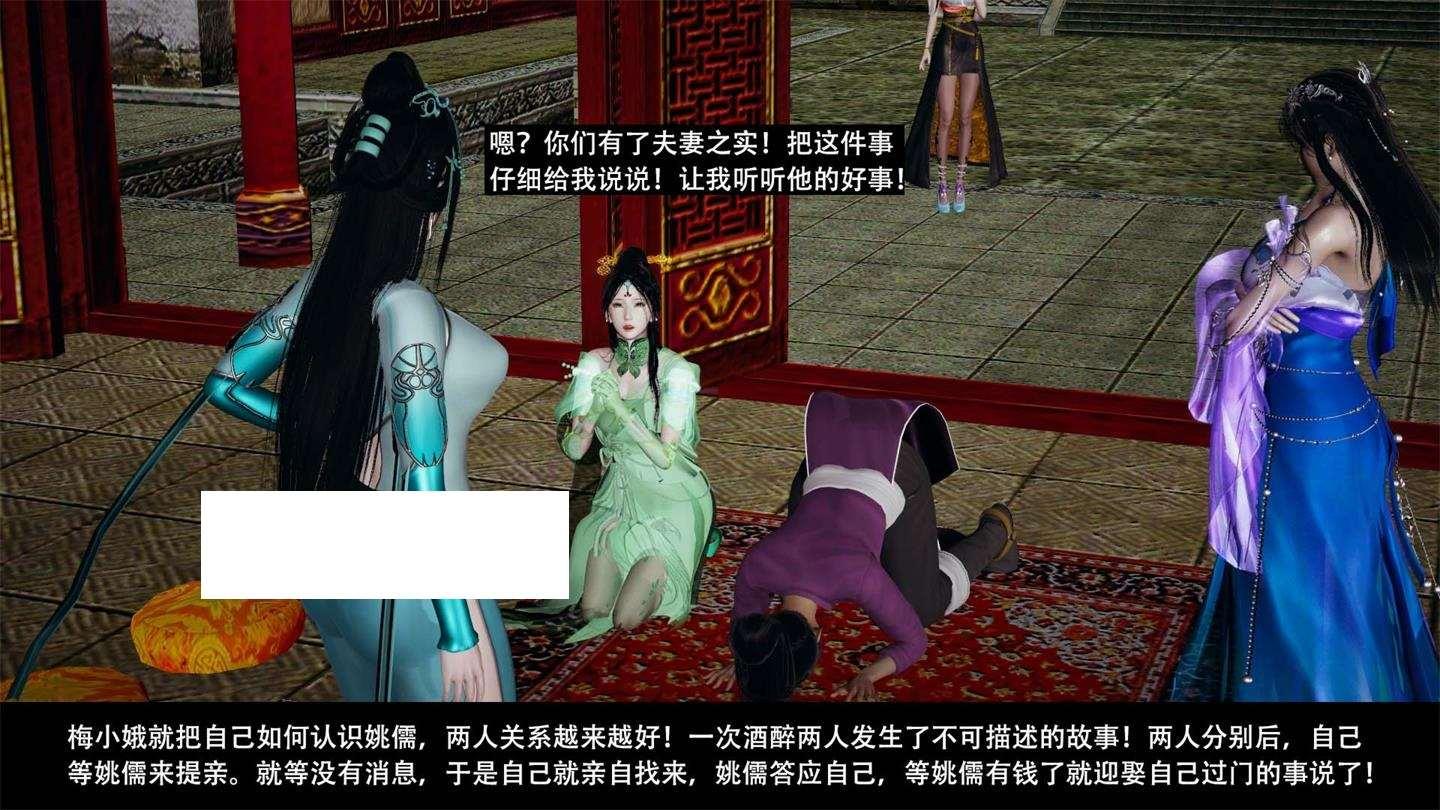 嗯？你们有了夫妻之实！把这件事
仔细给我说说！让我听听他的好事！
梅小娥就把自己如何认识姚儒，两人关系越来越好！一次酒醉两人发生了不可描述的故事！两人分别后，自己
等姚儒来提亲。就等没有消息，于是自己就亲自找来，姚儒答应自己，等姚儒有钱了就迎娶自己过门的事说了！